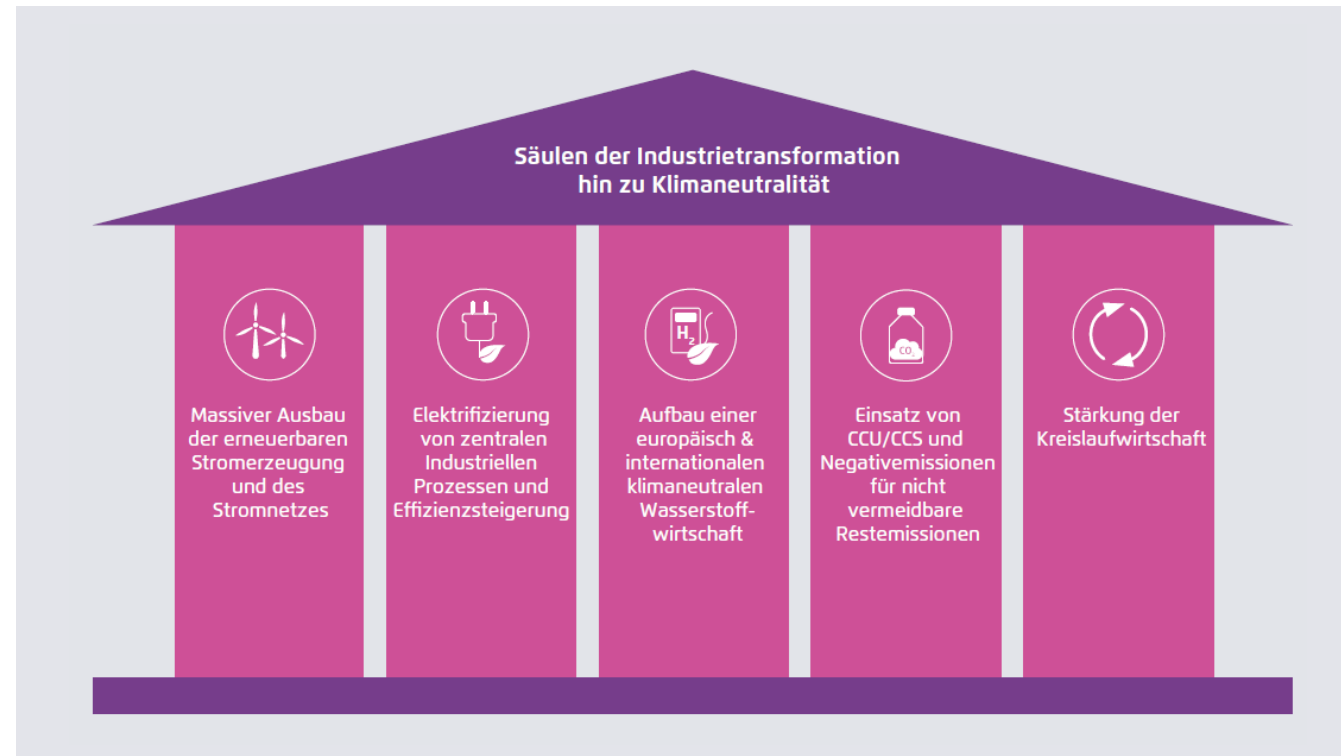 Säulen der Industrietransformation
hin zu Klimaneutralität
Massiver Ausbau
der erneuerbaren
Stromerzeugung
und des
Stromnetzes
Elektrifizierung
von zentralen
Industriellen
Prozessen und
Effizienzsteigerung
H₂
Aufbau einer
europäisch &
internationalen
klimaneutralen
Wasserstoff-
wirtschaft
CO₂
Einsatz von
CCU/CCS und
Negativemissionen
für nicht
vermeidbare
Restemissionen
Stärkung der
Kreislaufwirtschaft